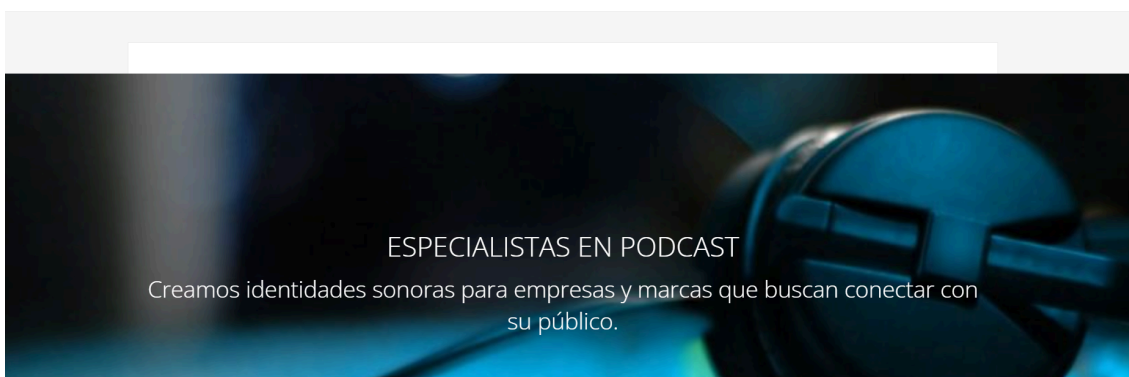 ESPECIALISTAS EN PODCAST
Creamos identidades sonoras para empresas y marcas que buscan conectar con
su público.